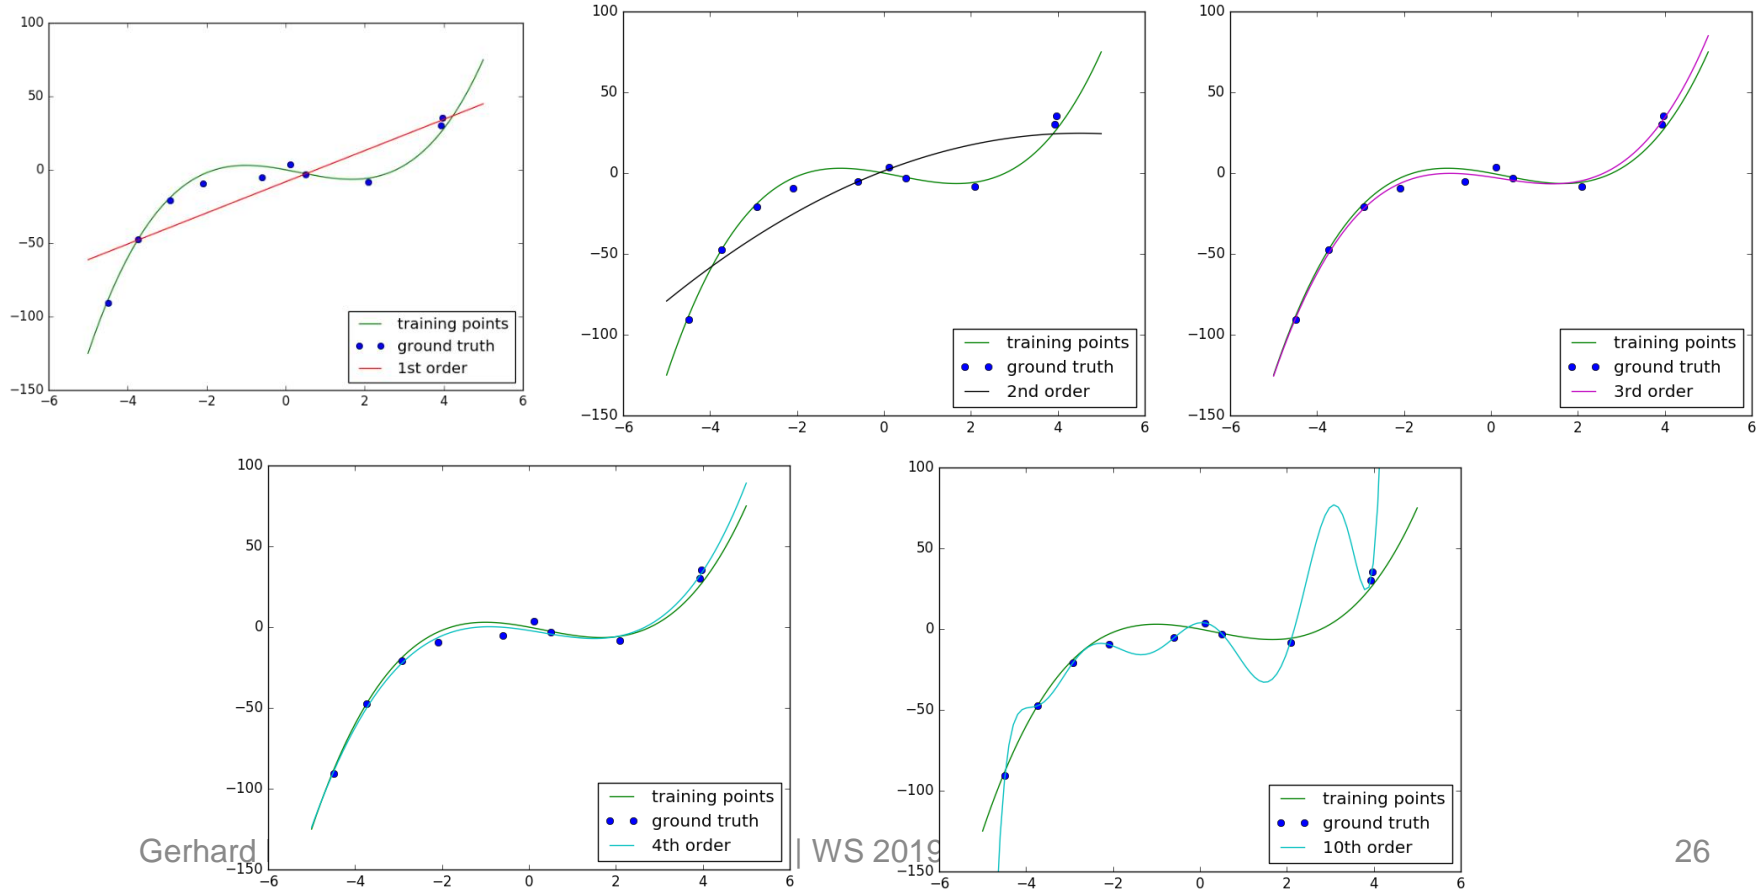 100
50
0
−50
−100
−150
−6 −4 −2 0 2 4 6
training points
ground truth
1st order
100
50
0
−50
−100
−150
−6 −4 −2 0 2 4 6
training points
ground truth
2nd order
100
50
0
−50
−100
−150
−6 −4 −2 0 2 4 6
training points
ground truth
3rd order
100
50
0
−50
−100
−150
−6 −4 −2 0 2 4 6
training points
ground truth
4th order
100
50
0
−50
−100
−150
−6 −4 −2 0 2 4 6
training points
ground truth
10th order
Gerhard | WS 2019 26